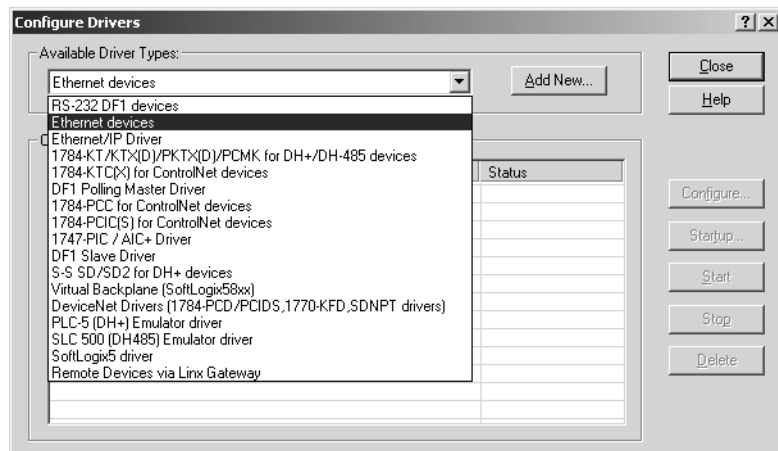 Configure Drivers
Available Driver Types:
Ethernet devices
Add New...
Close
Help
RS-232 DF1 devices
Ethernet devices
Ethernet/IP Driver
1784-KT/KTX(D)/PKTX(D)/PCMK for DH+/DH-485 devices
1784-KTC(X) for ControlNet devices
DF1 Polling Master Driver
1784-PCC for ControlNet devices
1784-PCIC(S) for ControlNet devices
1747-PIC / AIC+ Driver
DF1 Slave Driver
S-S SD/SD2 for DH+ devices
Virtual Backplane (SoftLogix58xx)
DeviceNet Drivers (1784-PCD/PCIDS,1770-KFD,SDNPT drivers)
PLC-5 (DH+) Emulator driver
SLC 500 (DH485) Emulator driver
SoftLogix5 driver
Remote Devices via Linx Gateway
Status
Configure...
Startup...
Start
Stop
Delete